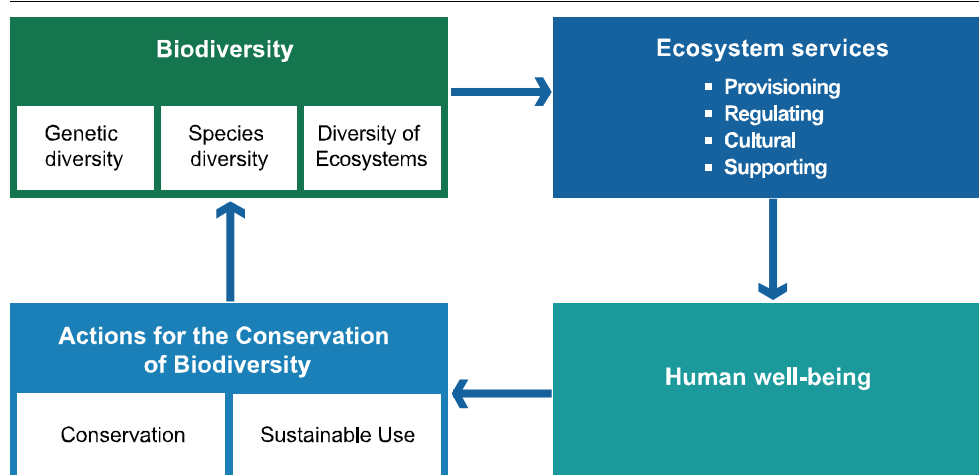 Biodiversity
Genetic
diversity
Species
diversity
Diversity of
Ecosystems
Ecosystem services
▪ Provisioning
▪ Regulating
▪ Cultural
▪ Supporting
Actions for the Conservation
of Biodiversity
Conservation
Sustainable Use
Human well-being